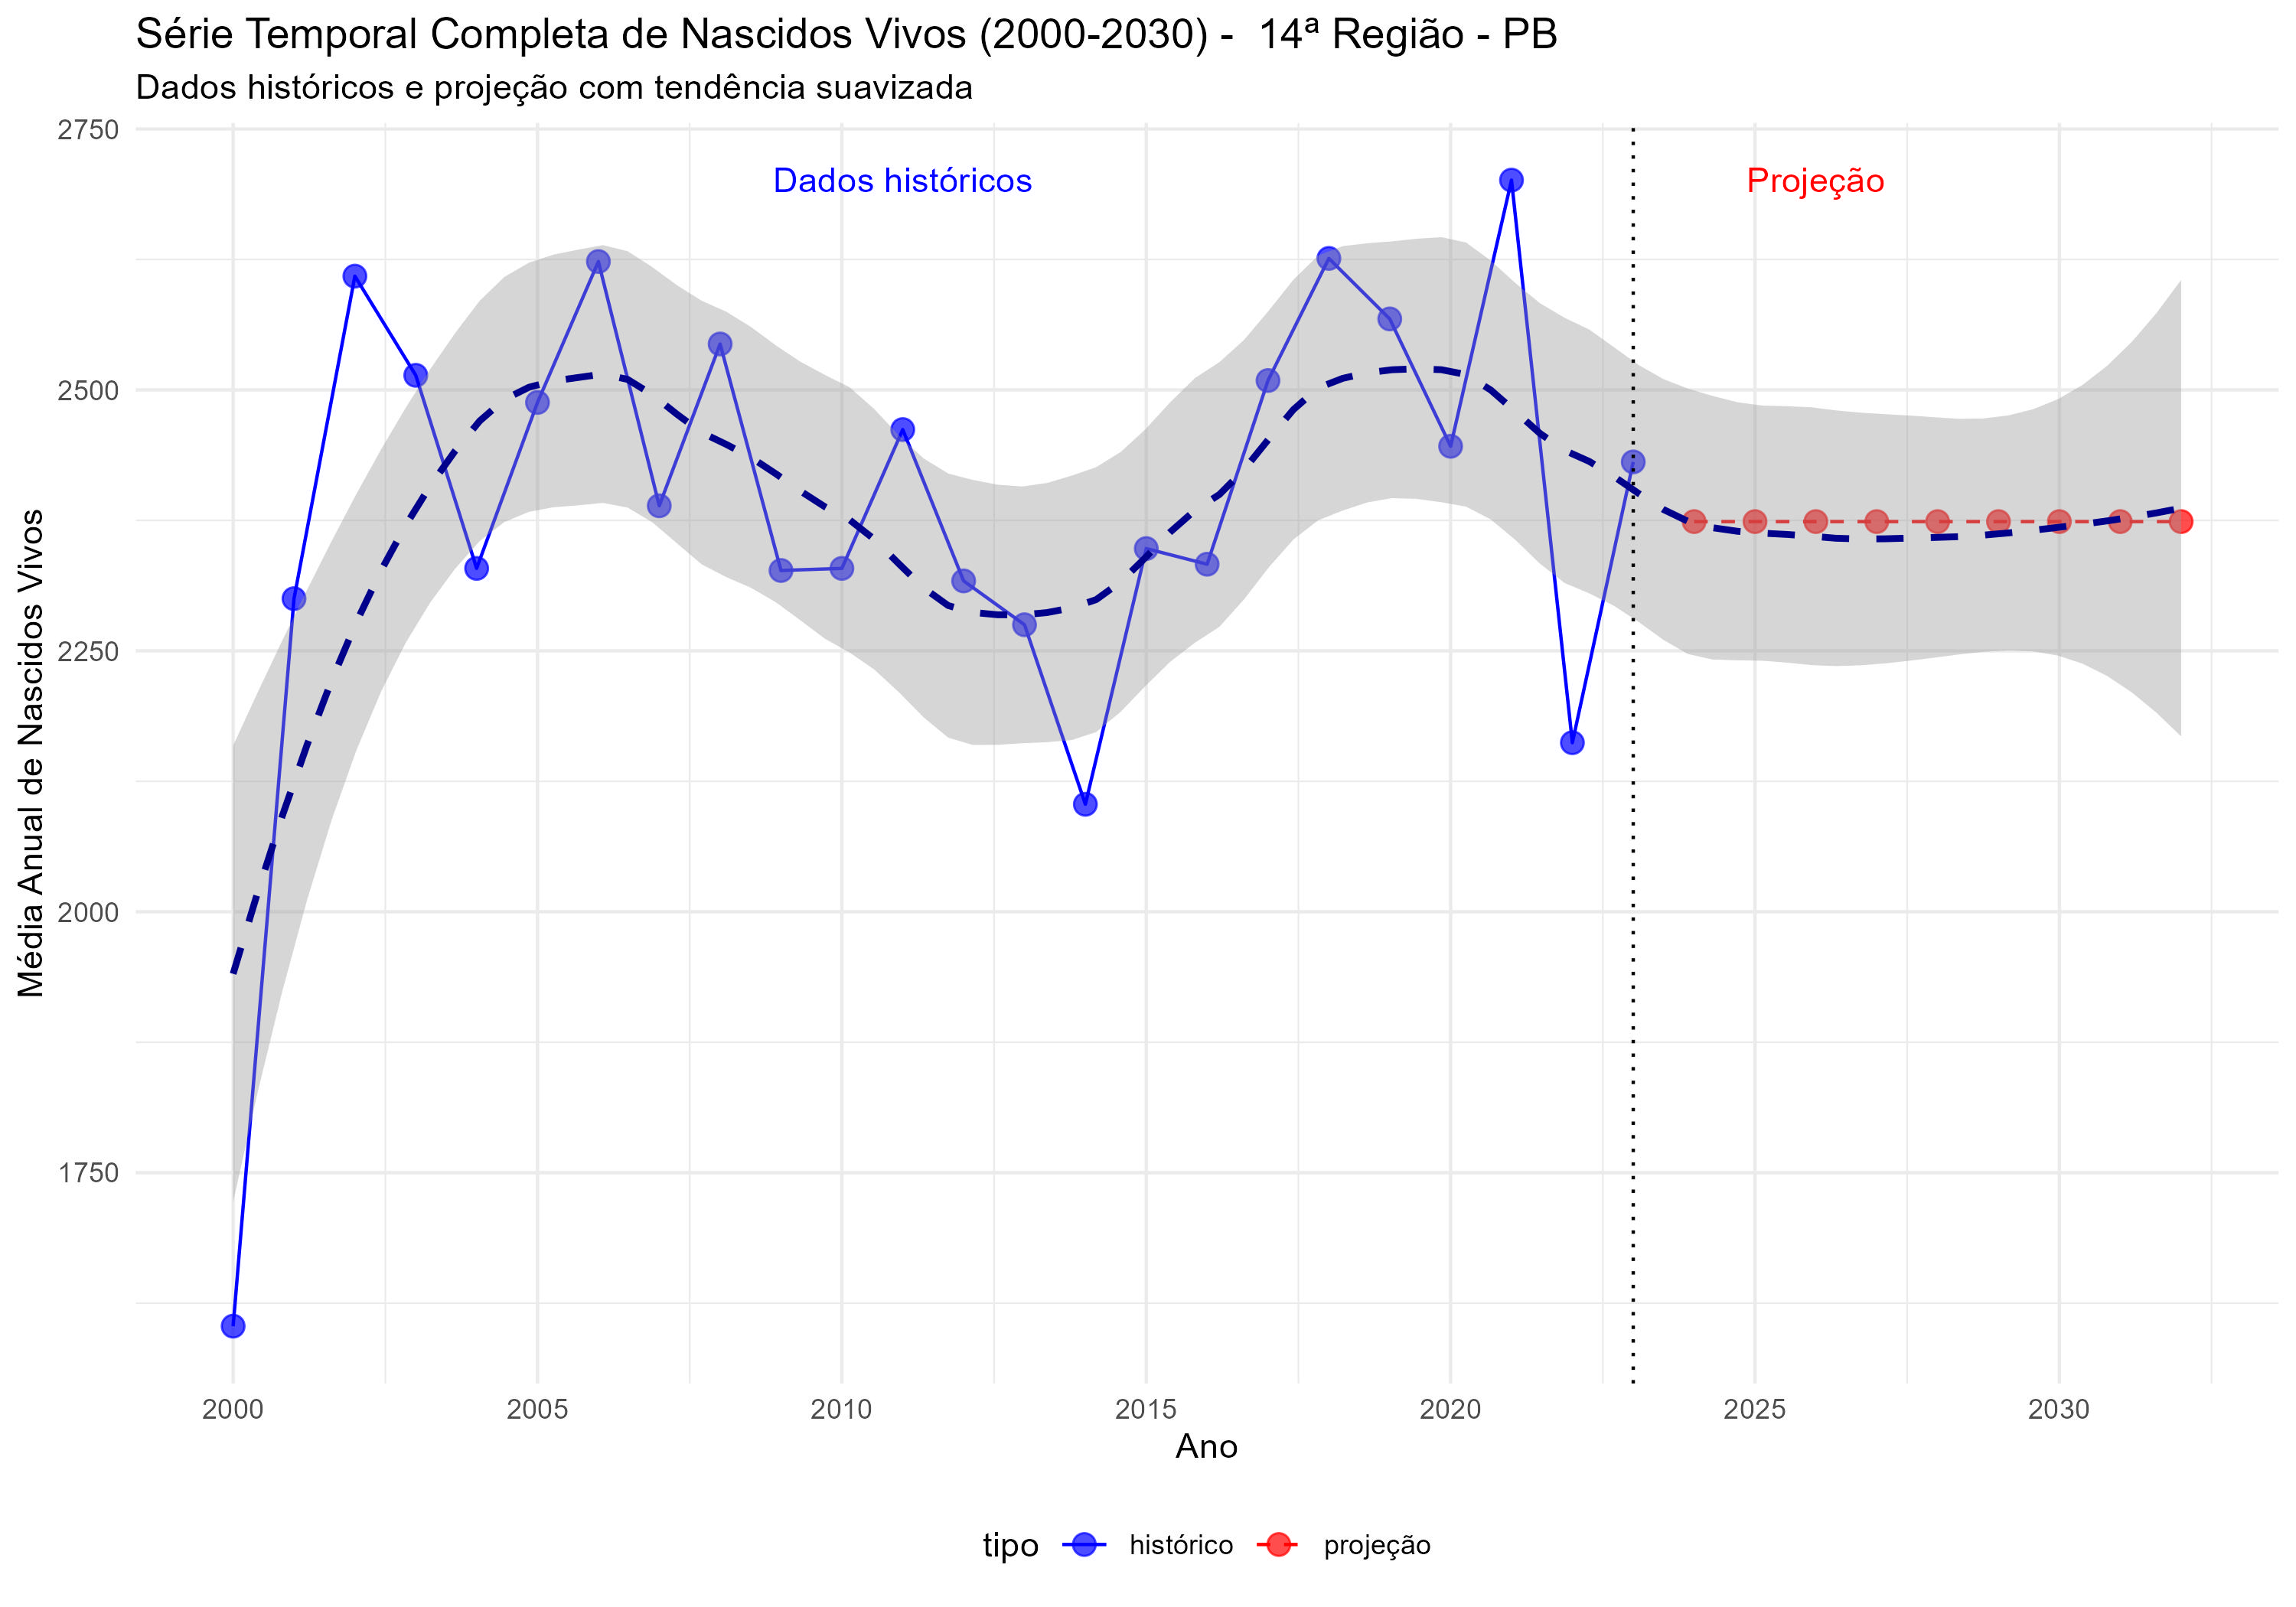 Série Temporal Completa de Nascidos Vivos (2000-2030) -  14ª Região - PB
Dados históricos e projeção com tendência suavizada
Média Anual de Nascidos Vivos
2750
2500
2250
2000
1750
Dados históricos
Projeção
2000 2005 2010 2015 2020 2025 2030
Ano
tipo histórico projeção